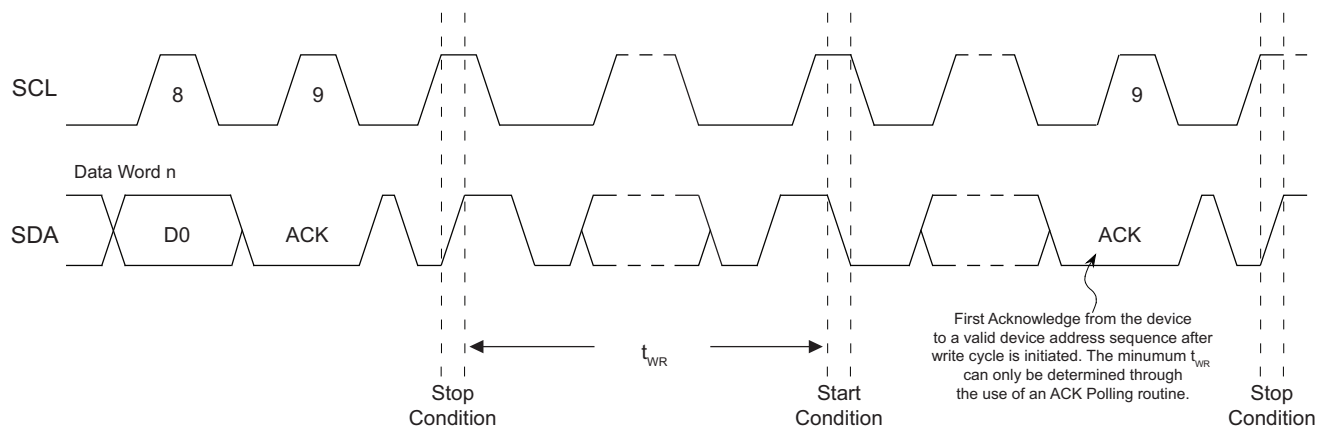 SCL
8
9
9
Data Word n
SDA
D0
ACK
ACK
First Acknowledge from the device
to a valid device address sequence after
write cycle is initiated. The minumum tWR
can only be determined through
the use of an ACK Polling routine.
tWR
Stop
Condition
Start
Condition
Stop
Condition